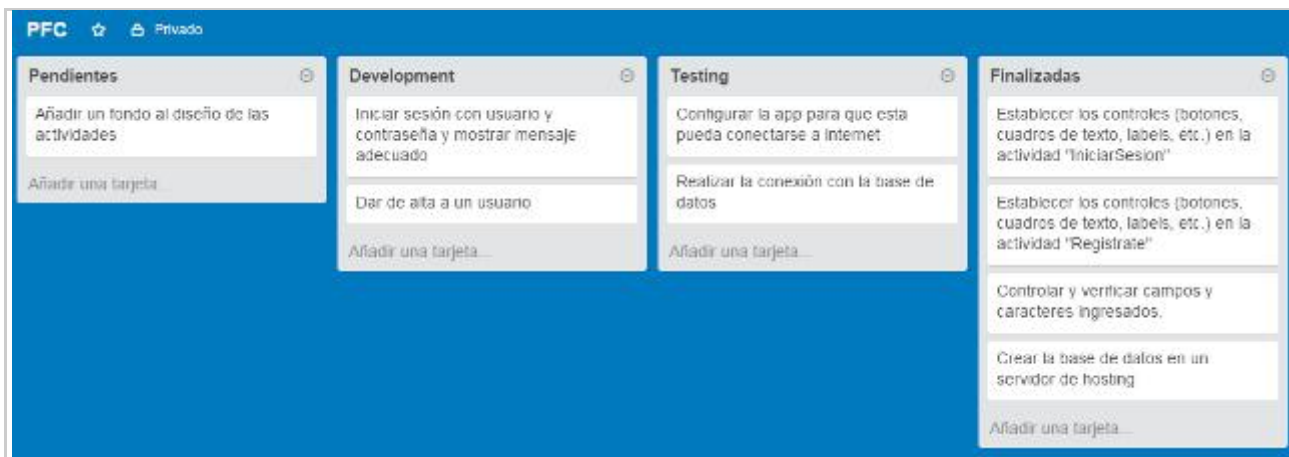 PFC Privado
Pendientes
Añadir un fondo al diseño de las
actividades
Añadir una tarjeta...
Development
Iniciar sesión con usuario y
contraseña y mostrar mensaje
adecuado
Dar de alta a un usuario
Añadir una tarjeta...
Testing
Configurar la app para que esta
pueda conectarse a Internet
Realizar la conexión con la base de
datos
Añadir una tarjeta...
Finalizadas
Establecer los controles (botones,
cuadros de texto, labels, etc.) en la
actividad "IniciarSesion"
Establecer los controles (botones,
cuadros de texto, labels, etc.) en la
actividad "Registrate"
Controlar y verificar campos y
caracteres ingresados.
Crear la base de datos en un
servidor de hosting
Añadir una tarjeta...